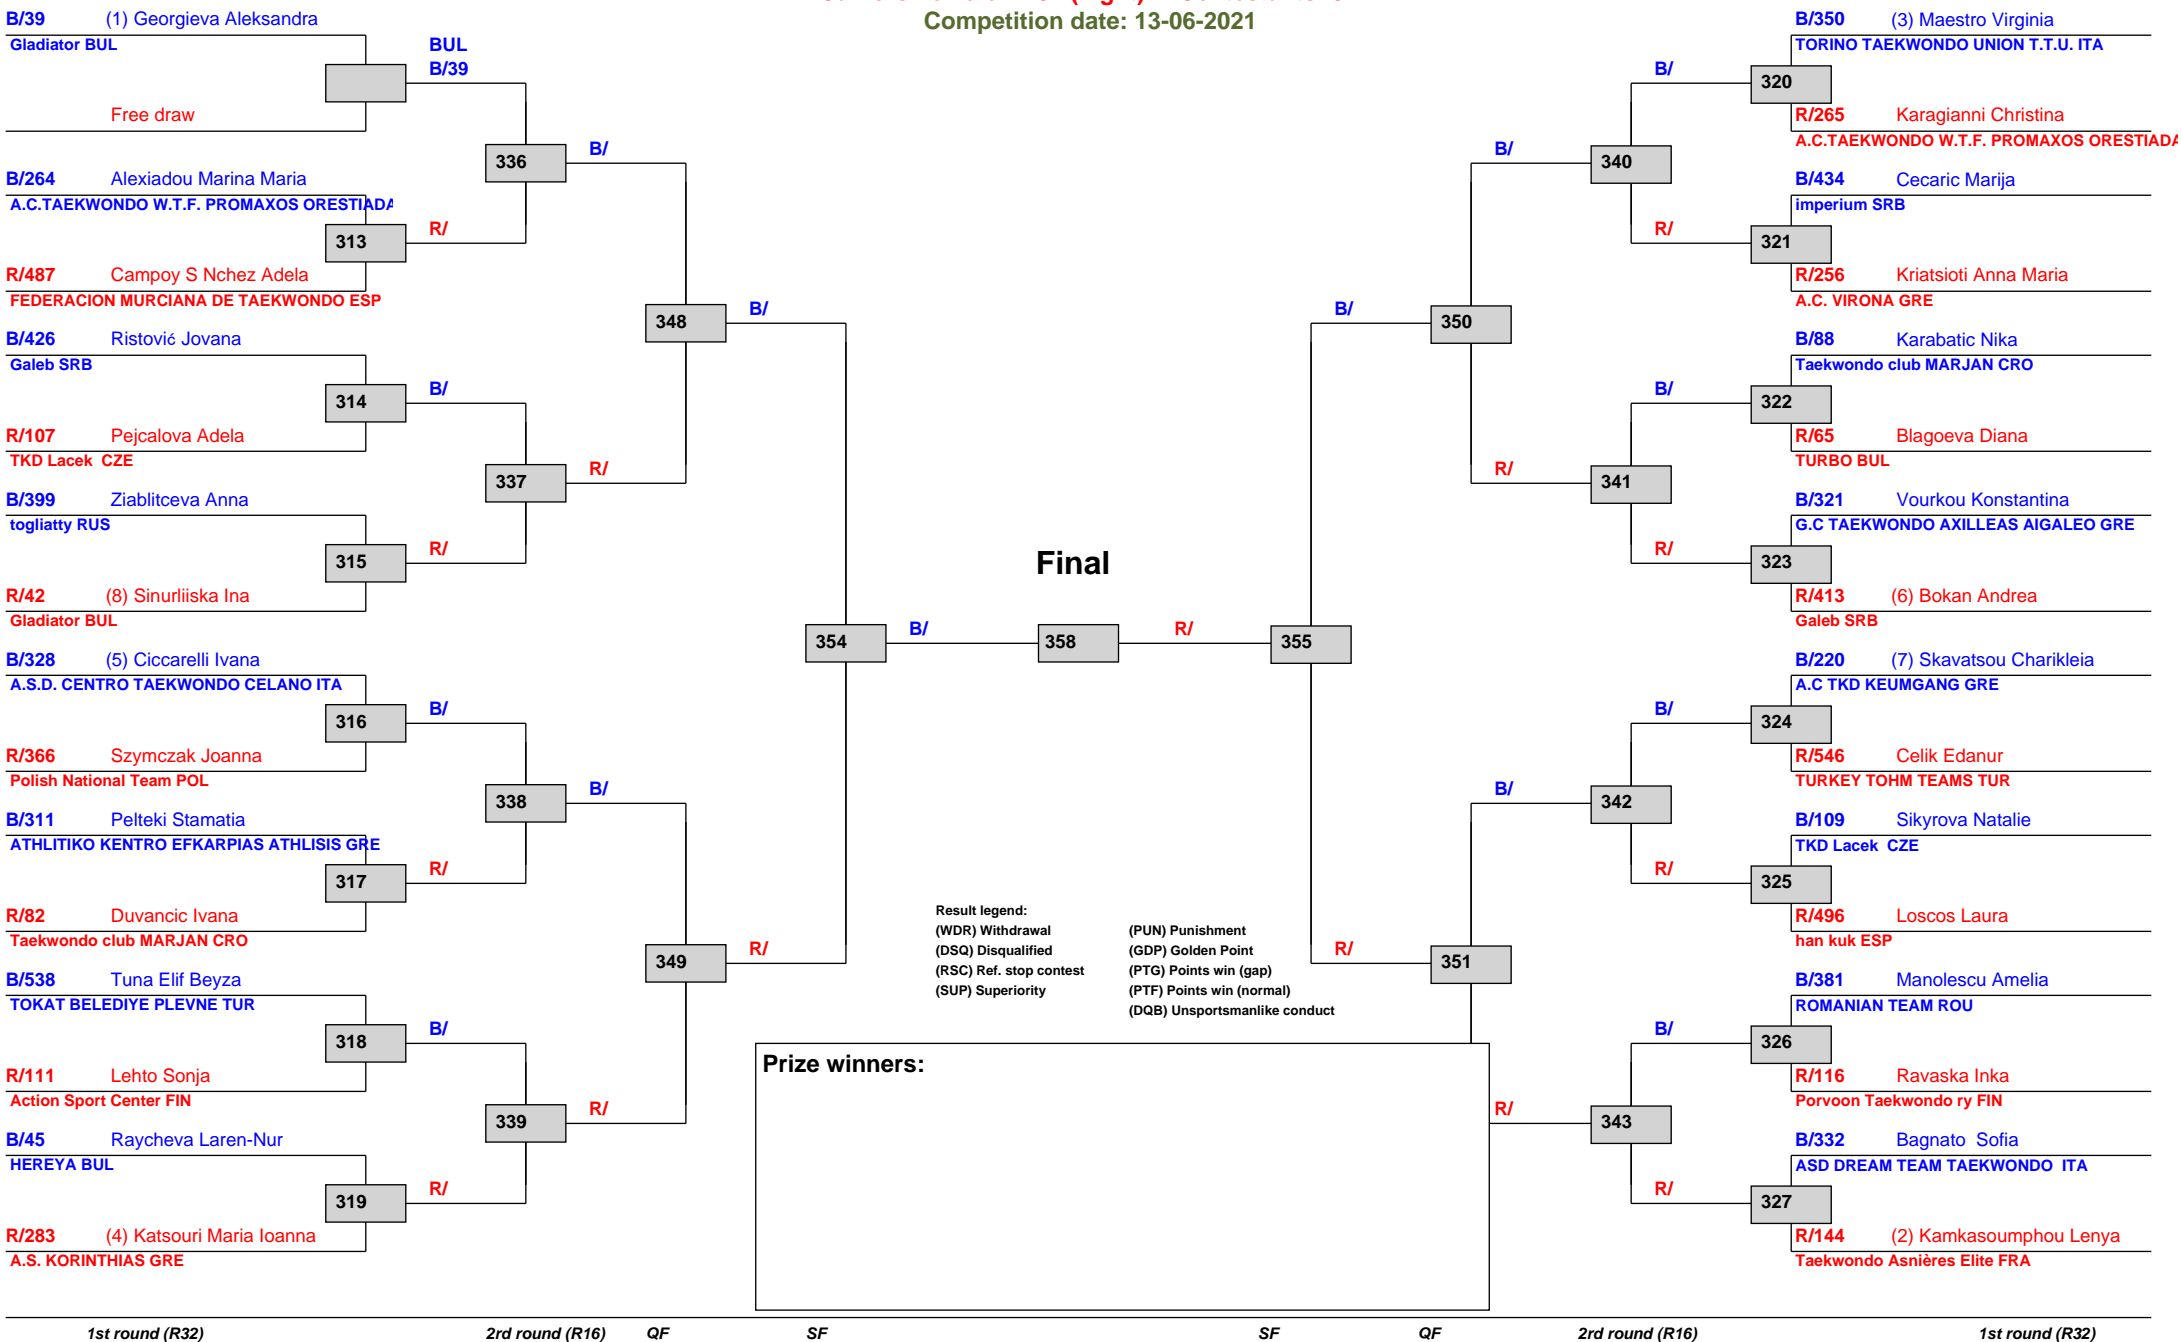 Competition date: 13-06-2021
B/39 (1) Georgieva Aleksandra
Gladiator BUL
Free draw
BUL
B/39
B/264 Alexiadou Marina Maria
A.C.TAEKWONDO W.T.F. PROMAXOS ORESTIADA
313
R/
R/487 Campoy S Nchez Adela
FEDERACION MURCIANA DE TAEKWONDO ESP
336
B/
B/426 Ristović Jovana
Galeb SRB
314
B/
R/107 Pejcalova Adela
TKD Lacek CZE
337
R/
B/399 Ziablitceva Anna
togliatty RUS
315
R/
R/42 (8) Sinurliiska Ina
Gladiator BUL
348
B/
B/328 (5) Ciccarelli Ivana
A.S.D. CENTRO TAEKWONDO CELANO ITA
316
B/
R/366 Szymczak Joanna
Polish National Team POL
338
B/
B/311 Pelteki Stamatia
ATHLITIKO KENTRO EFKARPIAS ATHLISIS GRE
317
R/
R/82 Duvancic Ivana
Taekwondo club MARJAN CRO
349
R/
B/538 Tuna Elif Beyza
TOKAT BELEDIYE PLEVNE TUR
318
B/
R/111 Lehto Sonja
Action Sport Center FIN
339
R/
B/45 Raycheva Laren-Nur
HEREYA BUL
319
R/
R/283 (4) Katsouri Maria Ioanna
A.S. KORINTHIAS GRE
Final
354
B/
358
R/
355
Result legend:
(WDR) Withdrawal
(DSQ) Disqualified
(RSC) Ref. stop contest
(SUP) Superiority
(PUN) Punishment
(GDP) Golden Point
(PTG) Points win (gap)
(PTF) Points win (normal)
(DQB) Unsportsmanlike conduct
Prize winners:
B/350 (3) Maestro Virginia
TORINO TAEKWONDO UNION T.T.U. ITA
B/
320
R/265 Karagianni Christina
A.C.TAEKWONDO W.T.F. PROMAXOS ORESTIADA
B/
340
B/434 Cecaric Marija
imperium SRB
R/
321
R/256 Kriatsioti Anna Maria
A.C. VIRONA GRE
B/
350
B/88 Karabatic Nika
Taekwondo club MARJAN CRO
B/
322
R/65 Blagoeva Diana
TURBO BUL
R/
341
B/321 Vourkou Konstantina
G.C TAEKWONDO AXILLEAS AIGALEO GRE
R/
323
R/413 (6) Bokan Andrea
Galeb SRB
B/220 (7) Skavatsou Charikleia
A.C TKD KEUMGANG GRE
B/
324
R/546 Celik Edanur
TURKEY TOHM TEAMS TUR
B/
342
B/109 Sikyrova Natalie
TKD Lacek CZE
R/
325
R/496 Loscos Laura
han kuk ESP
R/
351
B/381 Manolescu Amelia
ROMANIAN TEAM ROU
B/
326
R/116 Ravaska Inka
Porvoon Taekwondo ry FIN
R/
343
B/332 Bagnato Sofia
ASD DREAM TEAM TAEKWONDO ITA
R/
327
R/144 (2) Kamkasoumphou Lenya
Taekwondo Asnières Elite FRA
1st round (R32) 2rd round (R16) QF SF SF QF 2rd round (R16) 1st round (R32)